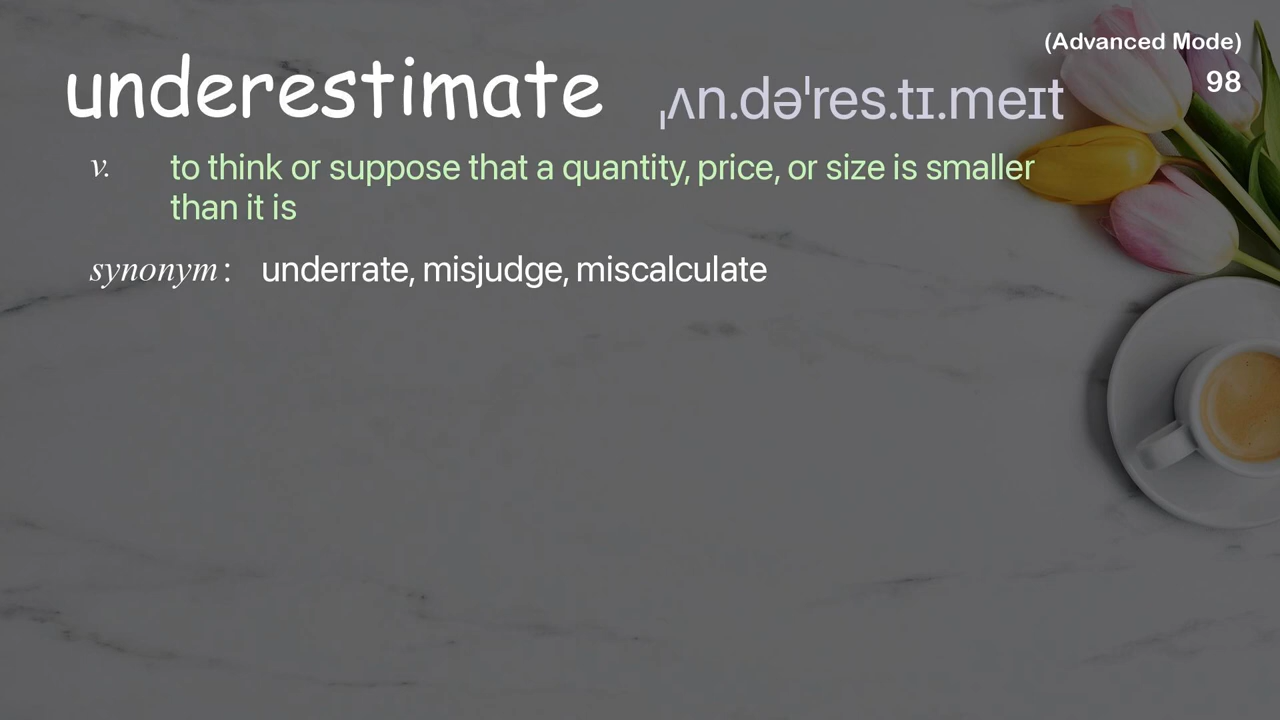 (Advanced Mode)
98
underestimate ˌʌn.dəˈres.tɪ.meɪt
v. to think or suppose that a quantity, price, or size is smaller
than it is
synonym : underrate, misjudge, miscalculate